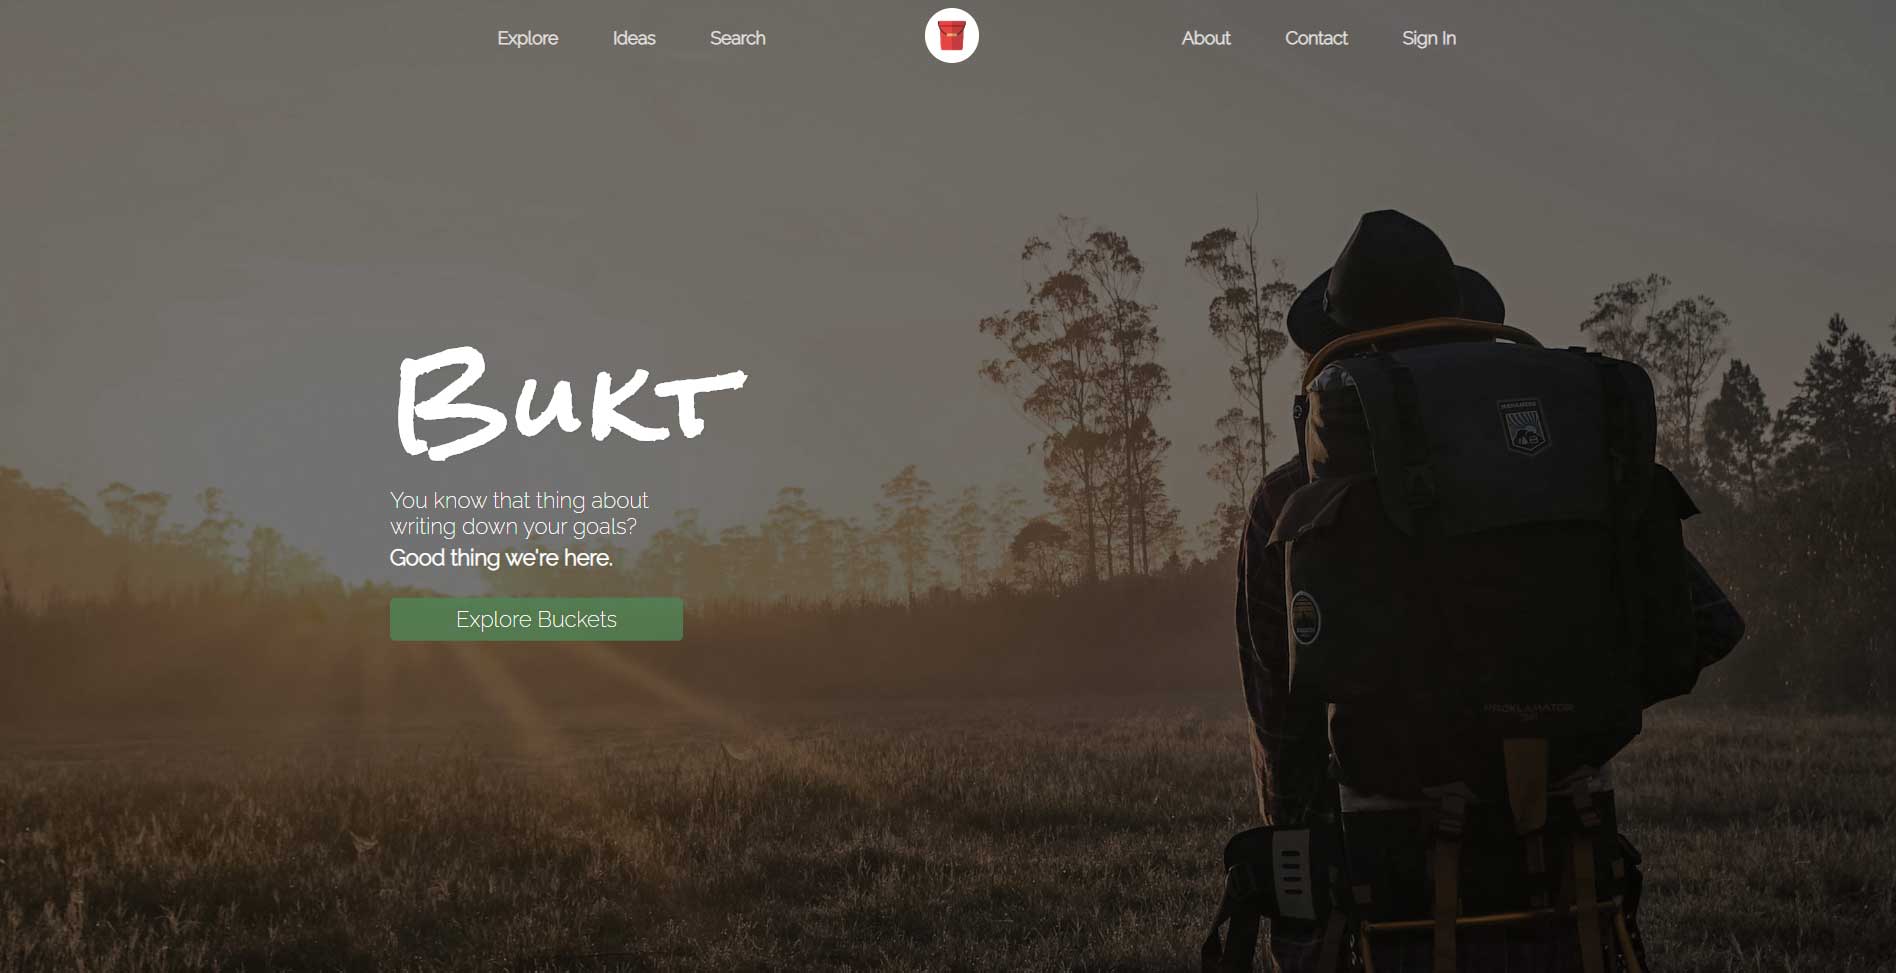 Explore Ideas Search About Contact Sign In
Bukt
You know that thing about
writing down your goals?
Good thing we're here.
Explore Buckets
PROKLAMATOR